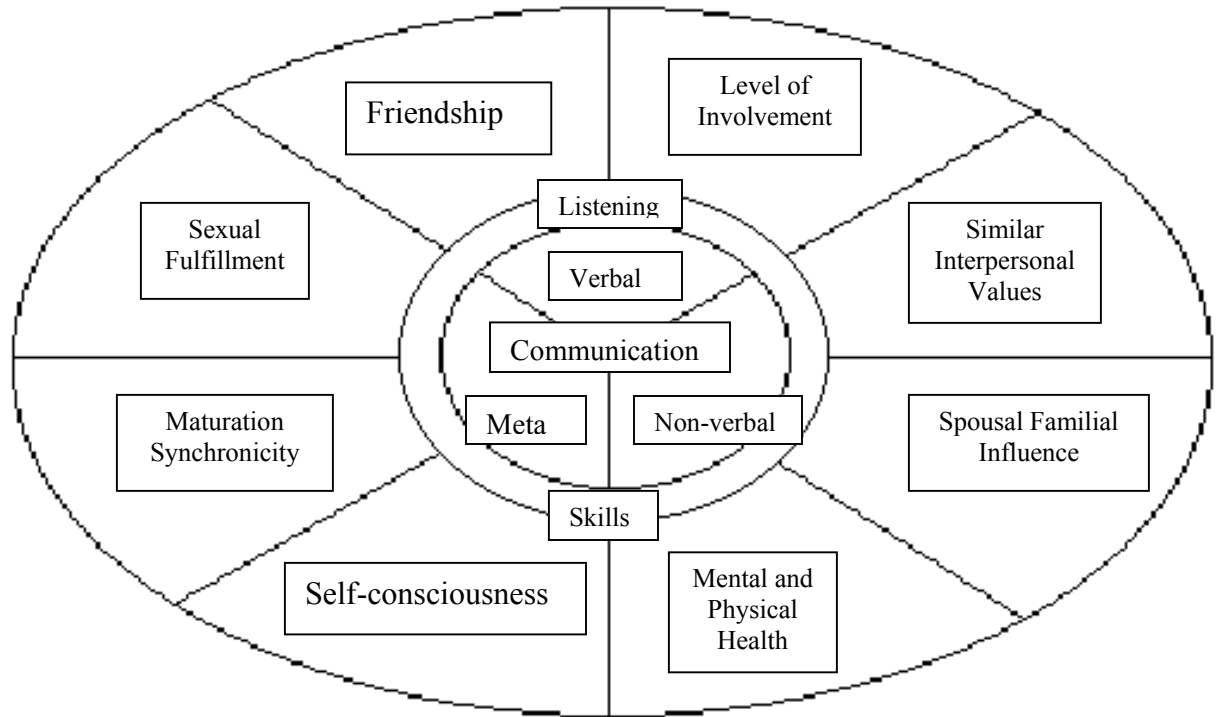 Friendship
Level of
Involvement
Sexual
Fulfillment
Listening
Similar
Interpersonal
Values
Verbal
Communication
Maturation
Synchronicity
Meta
Non-verbal
Spousal Familial
Influence
Skills
Self-consciousness
Mental and
Physical
Health